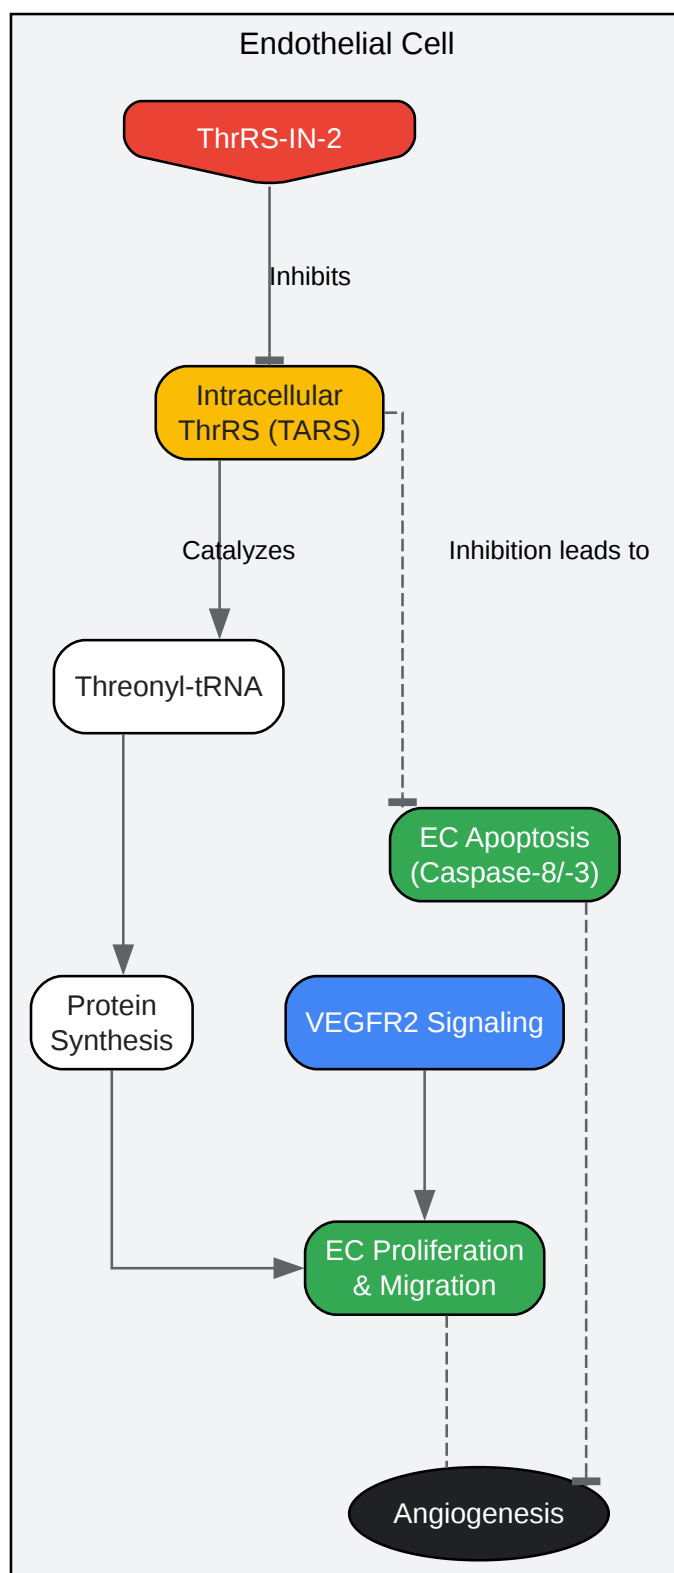 Endothelial Cell
ThrRS-IN-2
Inhibits
Intracellular
ThrRS (TARS)
Catalyzes
Inhibition leads to
Threonyl-tRNA
EC Apoptosis
(Caspase-8/-3)
Protein
Synthesis
VEGFR2 Signaling
EC Proliferation
& Migration
Angiogenesis